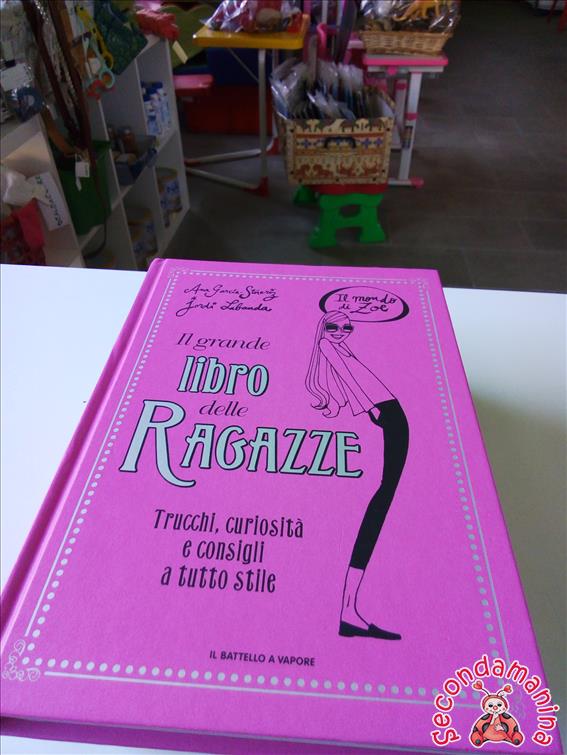 Ana García-Siñeriz
Jordi Labanda
Il mondo
di Zoe
Il grande
libro
delle
RAGAZZE
Trucchi, curiosità
e consigli
a tutto stile
IL BATTELLO A VAPORE
Secondamanina